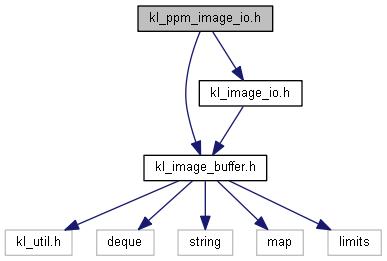 kl_ppm_image_io.h
kl_image_io.h
kl_image_buffer.h
kl_util.h
deque
string
map
limits